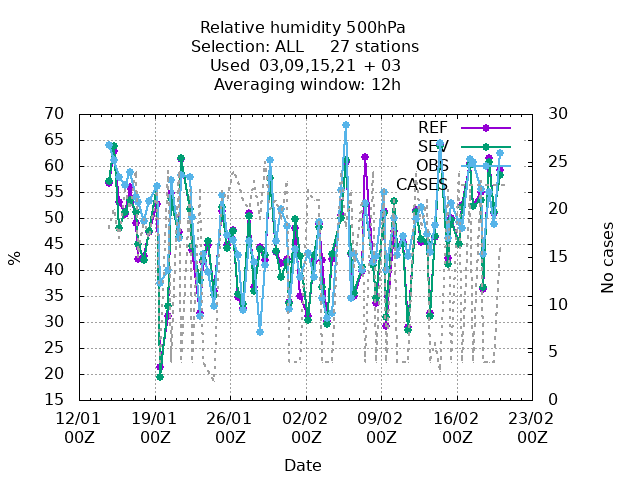 Relative humidity 500hPa
Selection: ALL 27 stations
Used 03,09,15,21 + 03
Averaging window: 12h
70
65
60
55
50
45
40
35
30
25
20
15
%
30
25
20
15
10
5
0
No cases
REF
SEV
OBS
CASES
12/01 19/01 26/01 02/02 09/02 16/02 23/02
00Z 00Z 00Z 00Z 00Z 00Z 00Z
Date